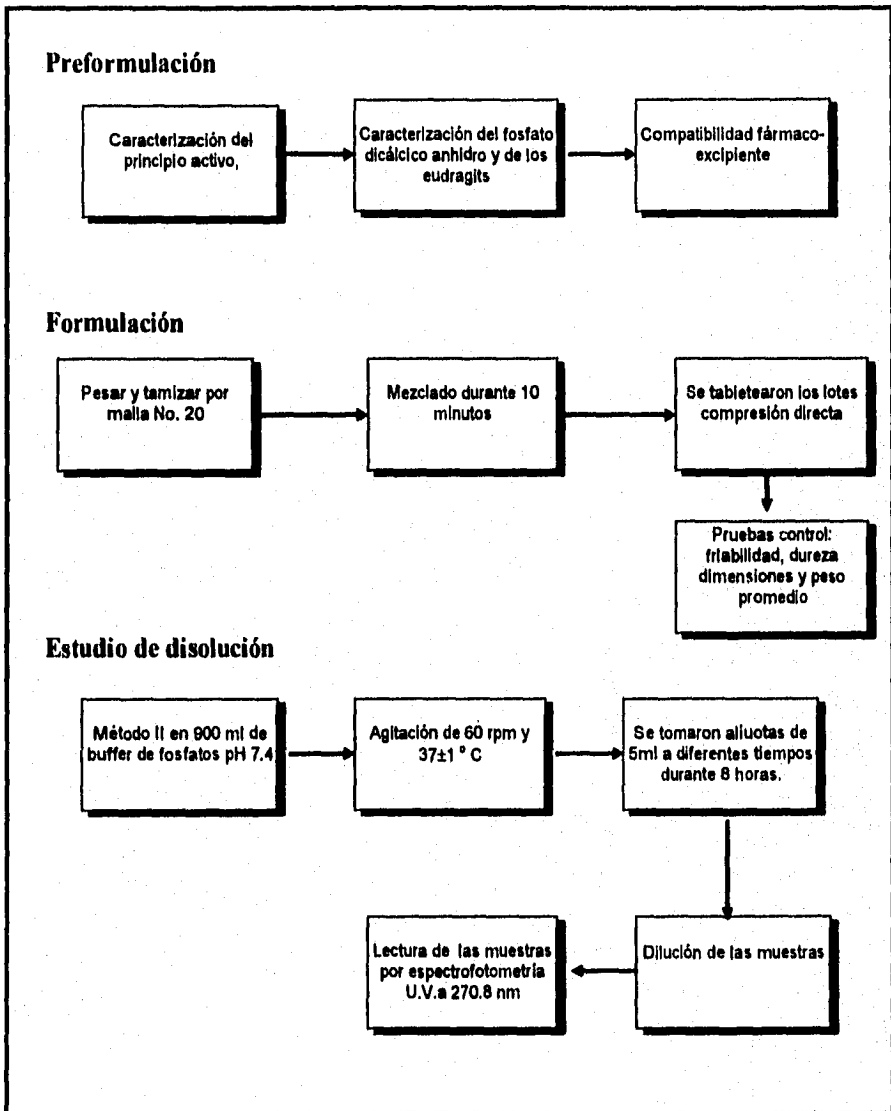 Preformulación
Caracterización del
principio activo,
Caracterización del fosfato
dicálcico anhidro y de los
eudragits
Compatibilidad fármaco-
excipiente
Formulación
Pesar y tamizar por
malla No. 20
Mezclado durante 10
minutos
Se tabletearon los lotes
compresión directa
Pruebas control:
friabilidad, dureza
dimensiones y peso
promedio
Estudio de disolución
Método II en 900 ml de
buffer de fosfatos pH 7.4
Agitación de 60 rpm y
37±1 ° C
Se tomaron aliuotas de
5ml a diferentes tiempos
durante 8 horas.
Lectura de las muestras
por espectrofotometría
U.V.a 270.8 nm
Dilución de las muestras